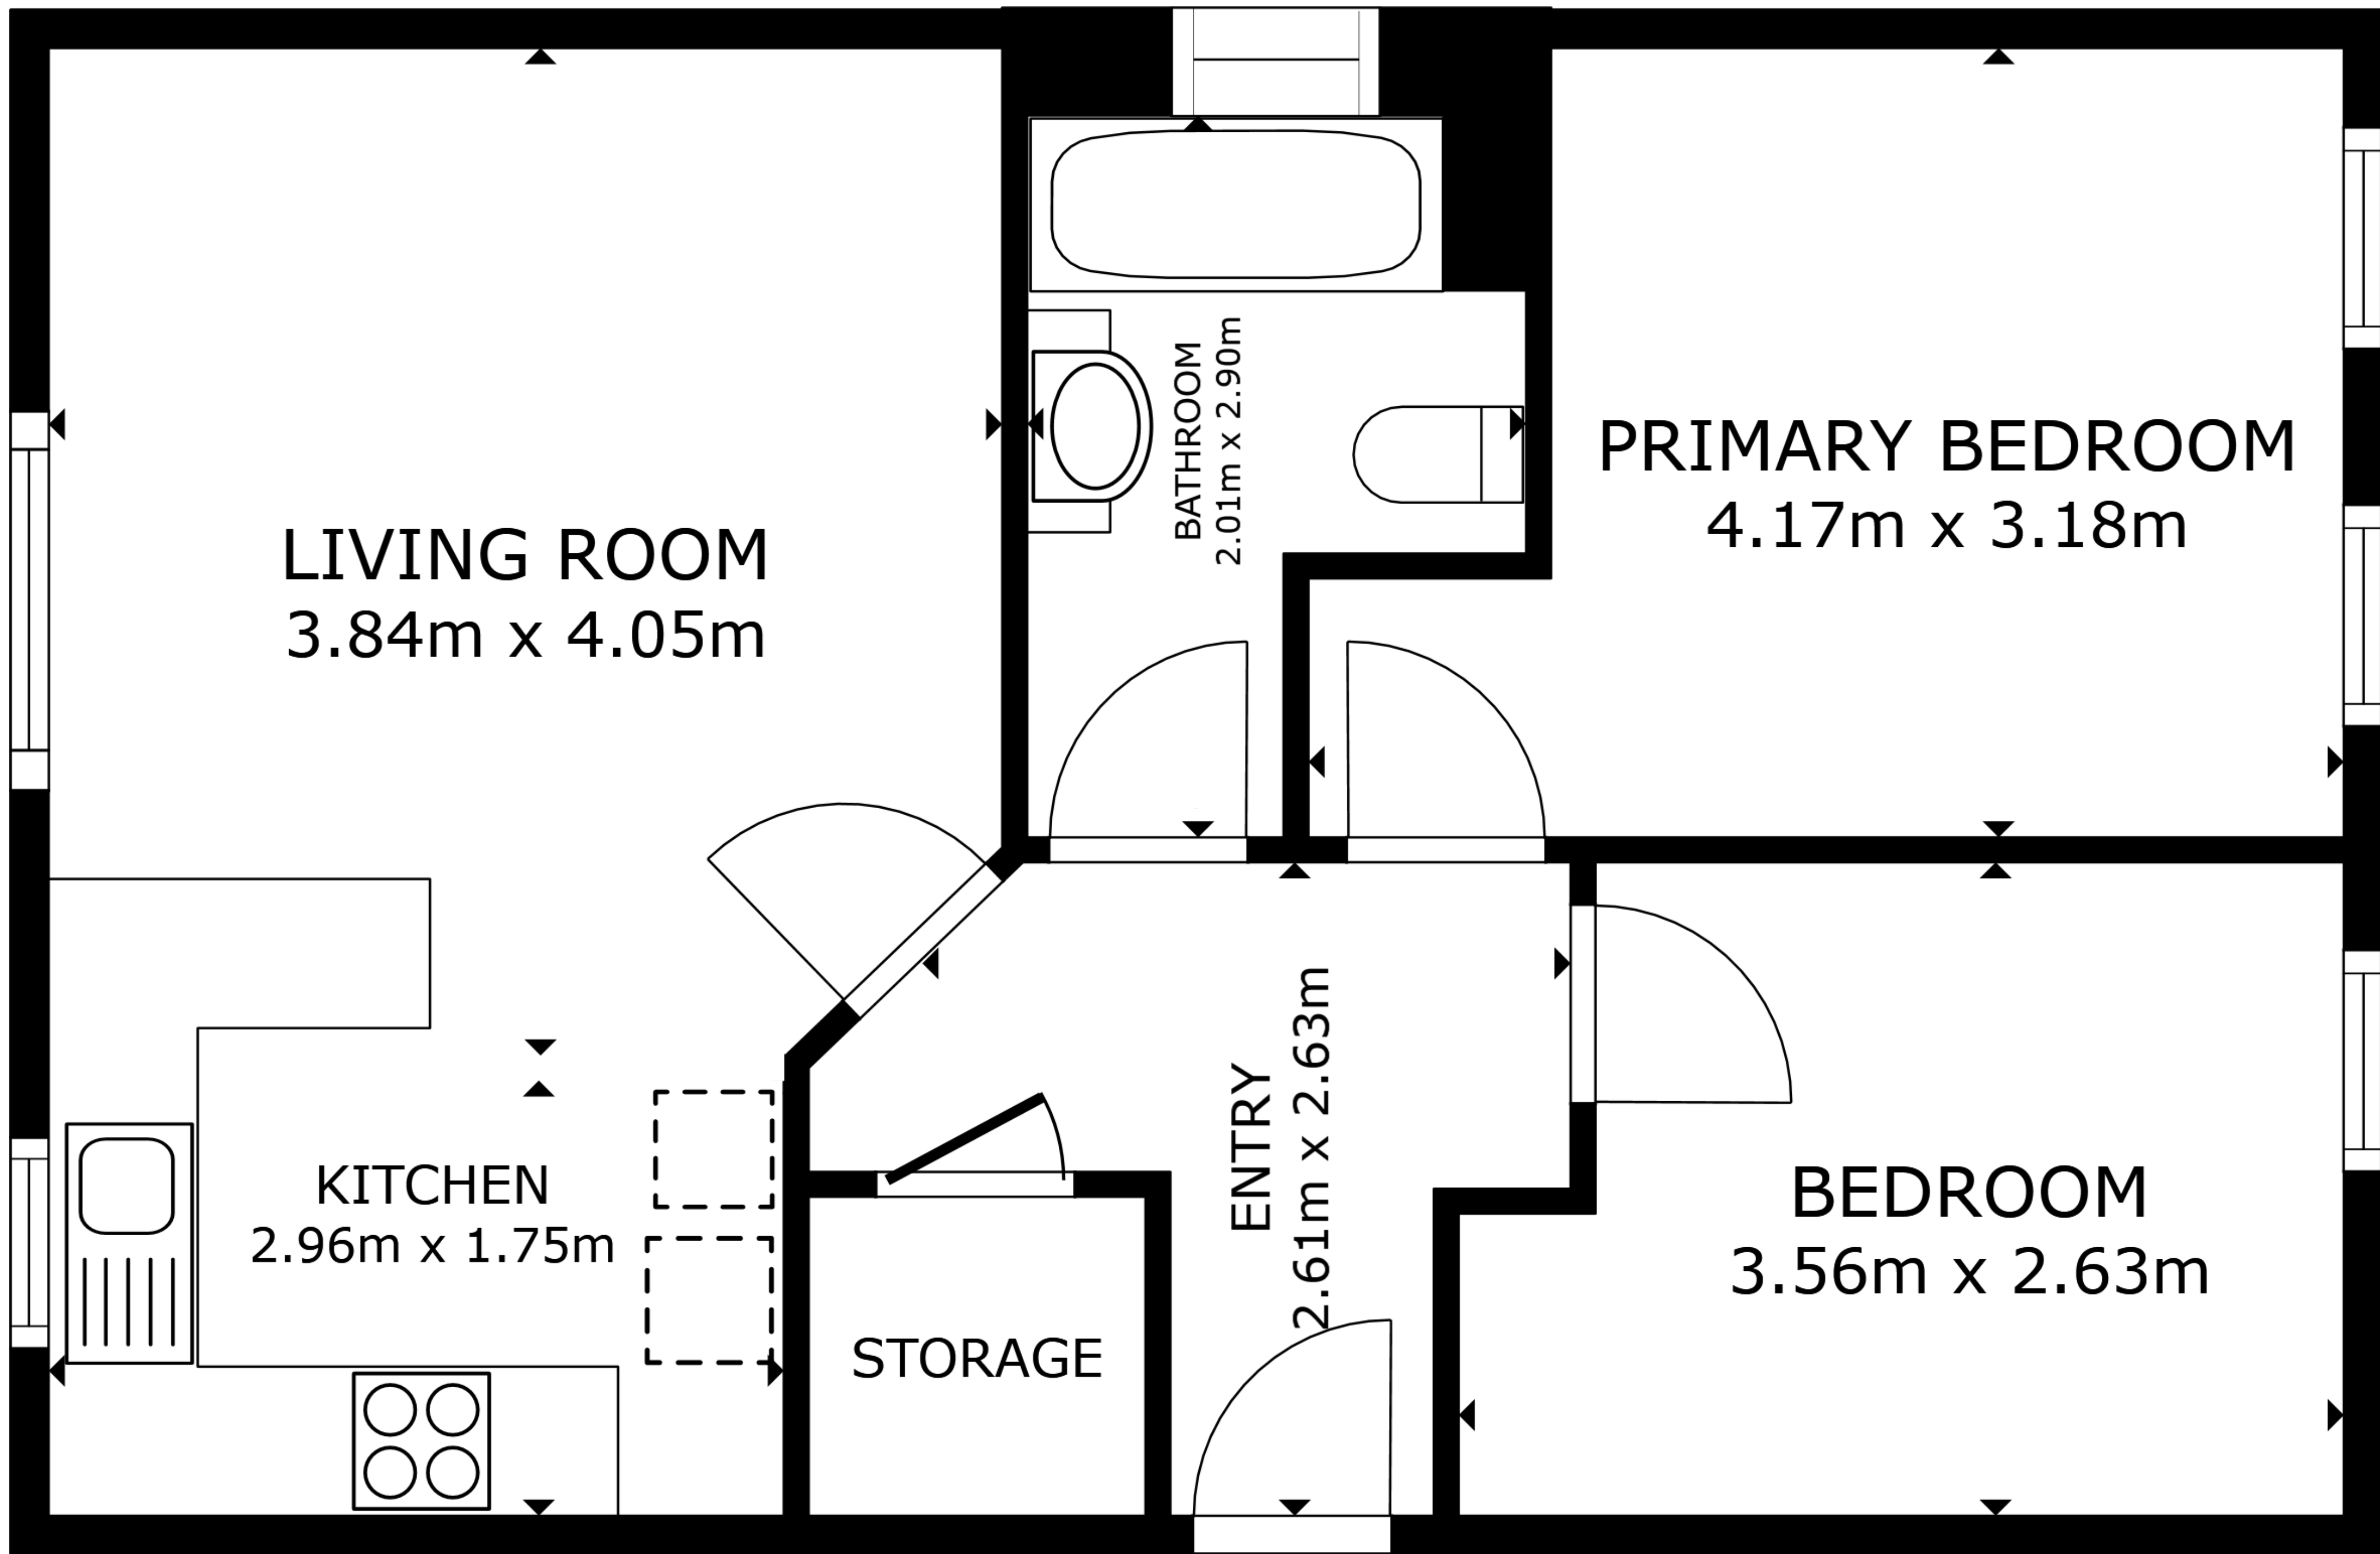 LIVING ROOM
3.84m x 4.05m
BATHROOM
2.01m x 2.90m
PRIMARY BEDROOM
4.17m x 3.18m
KITCHEN
2.96m x 1.75m
STORAGE
ENTRY
2.61m x 2.63m
BEDROOM
3.56m x 2.63m